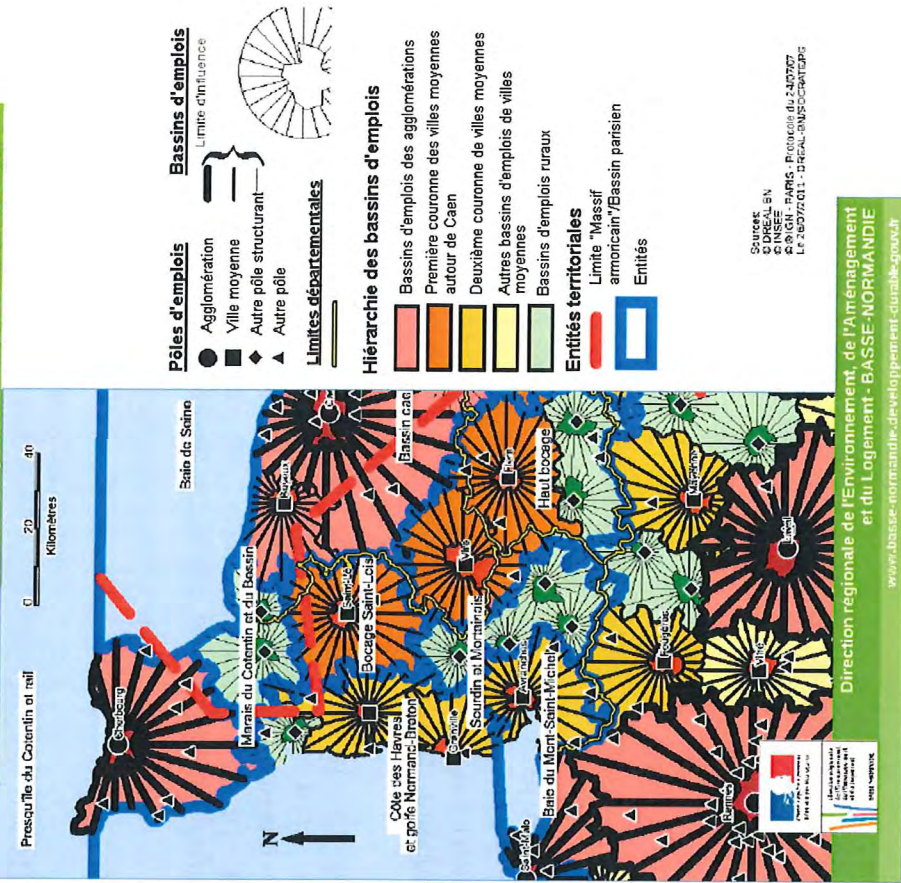 Presqu'île du Cotentin et rail
0 20 40
Kilomètres
Baie de Seine
Cherbourg
Marais du Cotentin et du Bessin
Bayeux
Bassin cae
Saint-Lô
Bocage Saint-Lois
N
Côte des Havres
et golfe Normand-Breton
Granville
Vire
Flers
Sourdin et Mortainais
Haut bocage
Avranches
Baie du Mont-Saint-Michel
Saint-Malo
Fougères
Mayenne
Vitré
Laval
Rennes
Pôles d'emplois
Agglomération
Ville moyenne
Autre pôle structurant
Autre pôle
Bassins d'emplois
Limite d'influence
Limites départementales
Hiérarchie des bassins d'emplois
Bassins d'emplois des agglomérations
Première couronne des villes moyennes
autour de Caen
Deuxième couronne de villes moyennes
Autres bassins d'emplois de villes
moyennes
Bassins d'emplois ruraux
Entités territoriales
Limite "Massif
armoricain"/Bassin parisien
Entités
Sources:
© DREAL BN
© INSEE
© IGN - PARIS - Protocole du 24/07/07
Le 26/07/2011 - DREAL-BN/SOCRATE/PG
Direction régionale de l'Environnement, de l'Aménagement
et du Logement - BASSE-NORMANDIE
www.basse-normandie.developpement-durable.gouv.fr